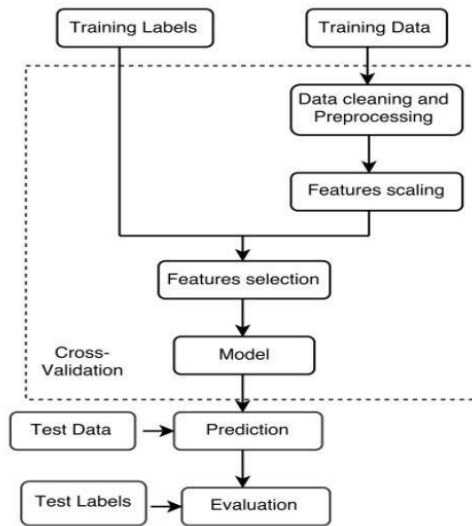 Training Labels
Training Data
Data cleaning and
Preprocessing
Features scaling
Features selection
Cross-
Validation
Model
Test Data
Prediction
Test Labels
Evaluation